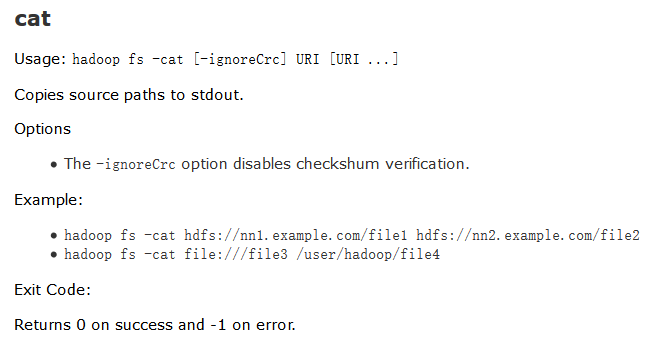 cat
Usage: hadoop fs -cat [-ignoreCrc] URI [URI ...]
Copies source paths to stdout.
Options
• The -ignoreCrc option disables checkshum verification.
Example:
• hadoop fs -cat hdfs://nn1.example.com/file1 hdfs://nn2.example.com/file2
• hadoop fs -cat file:///file3 /user/hadoop/file4
Exit Code:
Returns 0 on success and -1 on error.